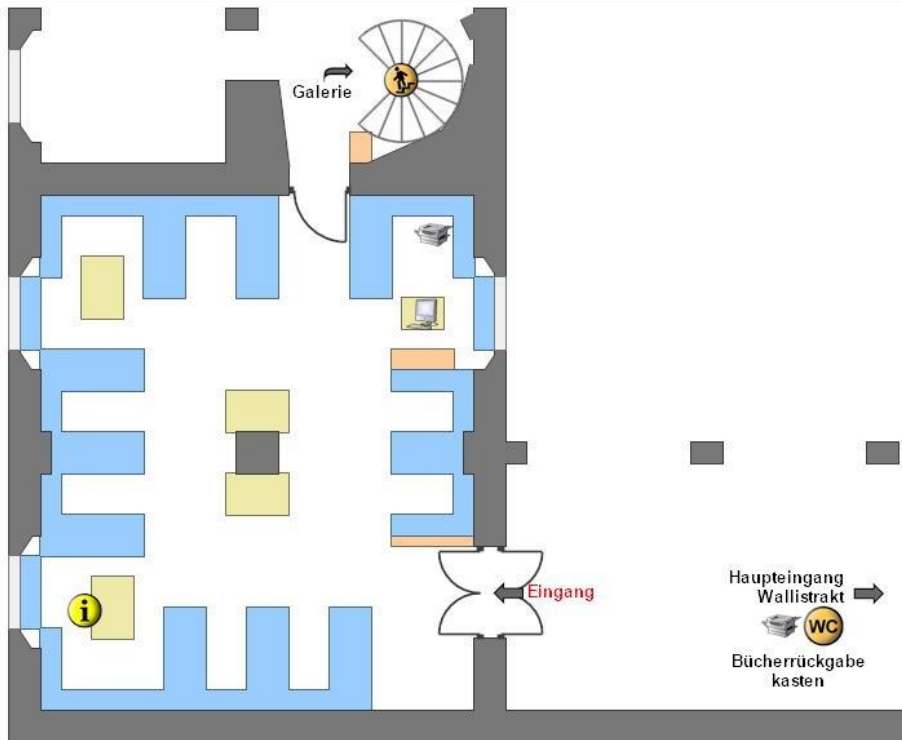 Galerie
Eingang
Haupteingang
Wallistrakt
WC
Bücherrückgabe
kasten
i